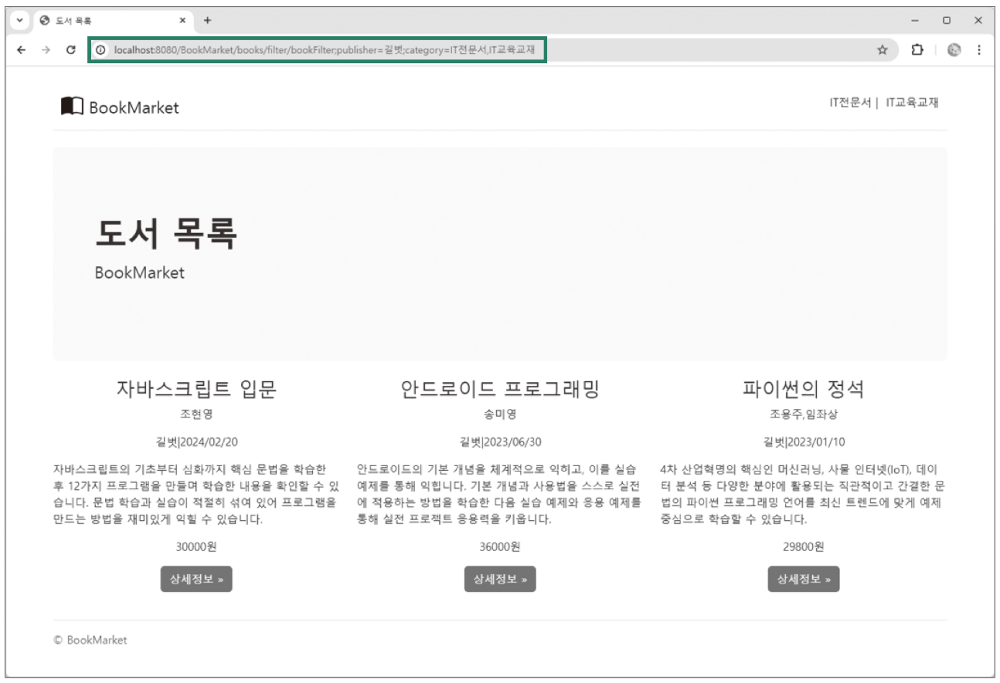 도서 목록
localhost:8080/BookMarket/books/filter/bookFilter;publisher=길벗;category=IT전문서,IT교육교재
BookMarket
IT전문서 | IT교육교재
도서 목록
BookMarket
자바스크립트 입문
조현영
길벗|2024/02/20
자바스크립트의 기초부터 심화까지 핵심 문법을 학습한
후 12가지 프로그램을 만들며 학습한 내용을 확인할 수 있
습니다. 문법 학습과 실습이 적절히 섞여 있어 프로그램을
만드는 방법을 재미있게 익힐 수 있습니다.
30000원
상세정보 »
안드로이드 프로그래밍
송미영
길벗|2023/06/30
안드로이드의 기본 개념을 체계적으로 익히고, 이를 실습
예제를 통해 익힙니다. 기본 개념과 사용법을 스스로 실전
에 적용하는 방법을 학습한 다음 실습 예제와 응용 예제를
통해 실전 프로젝트 응용력을 키웁니다.
36000원
상세정보 »
파이썬의 정석
조용주,임좌상
길벗|2023/01/10
4차 산업혁명의 핵심인 머신러닝, 사물 인터넷(IoT), 데이
터 분석 등 다양한 분야에 활용되는 직관적이고 간결한 문
법의 파이썬 프로그래밍 언어를 최신 트렌드에 맞게 예제
중심으로 학습할 수 있습니다.
29800원
상세정보 »
© BookMarket